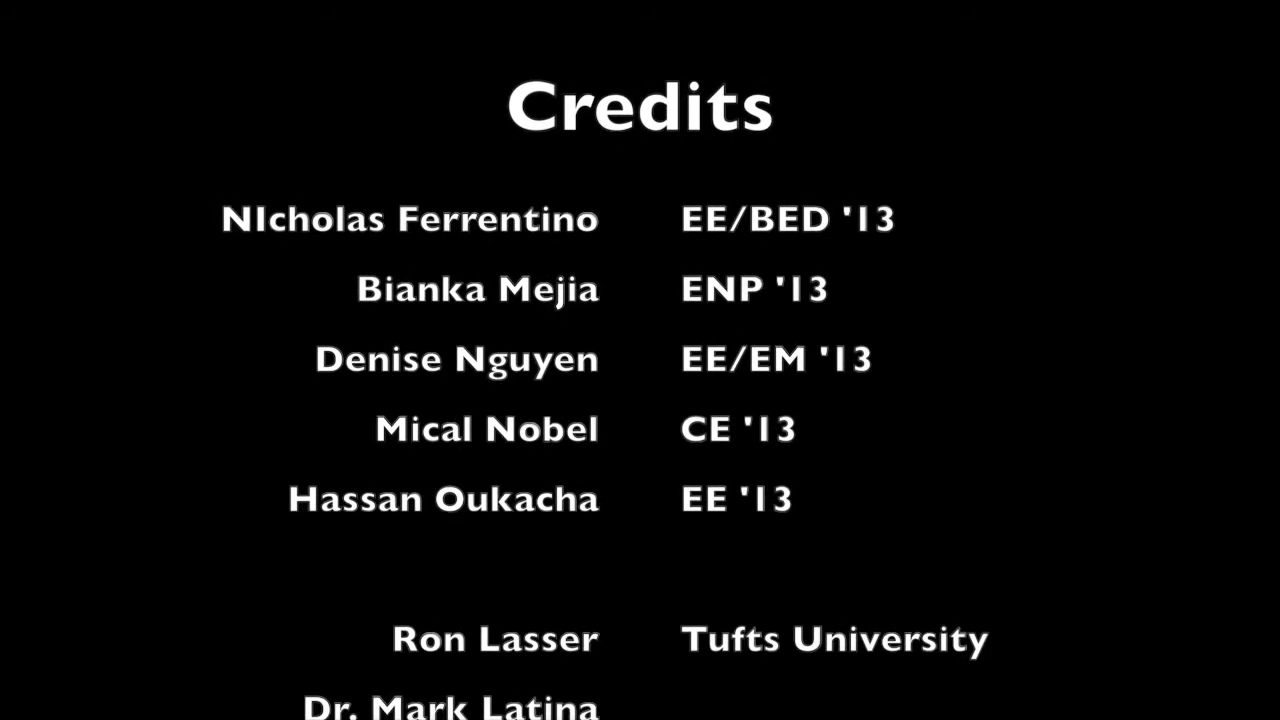 Credits
NIcholas Ferrentino EE/BED '13
Bianka Mejia ENP '13
Denise Nguyen EE/EM '13
Mical Nobel CE '13
Hassan Oukacha EE '13
Ron Lasser Tufts University
Dr. Mark Latina